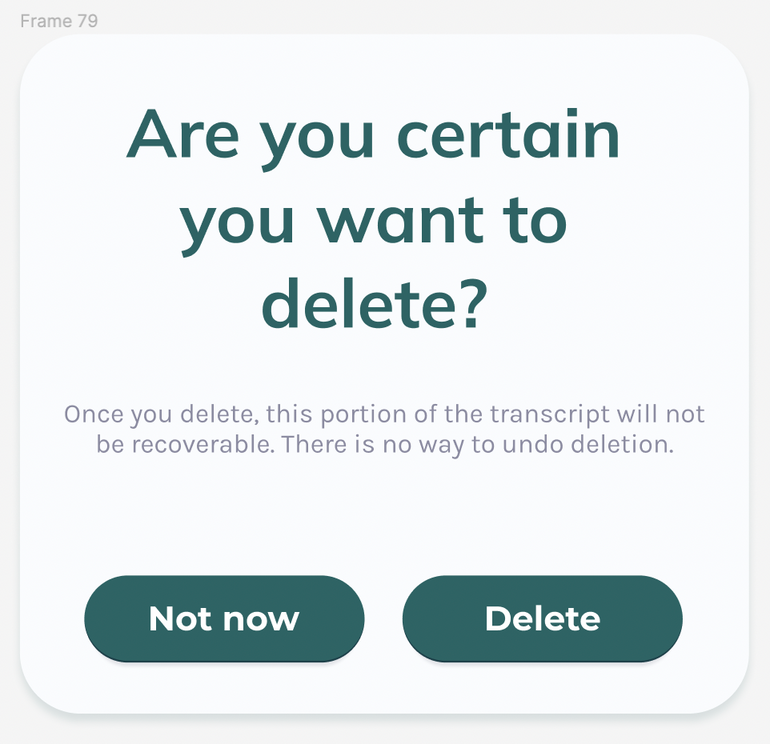 Frame 79
Are you certain
you want to
delete?
Once you delete, this portion of the transcript will not
be recoverable. There is no way to undo deletion.
Not now
Delete